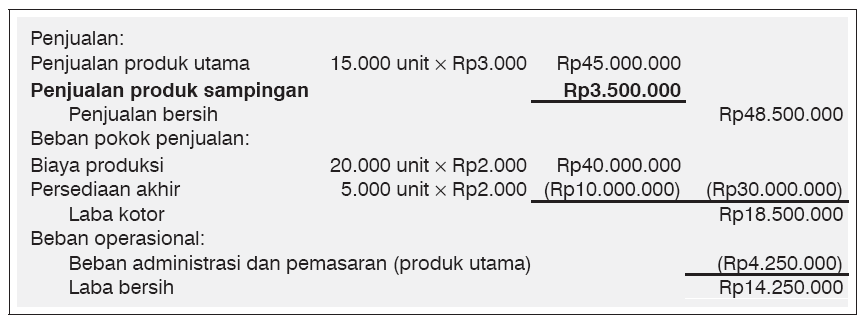 Penjualan:
Penjualan produk utama 15.000 unit × Rp3.000 Rp45.000.000
Penjualan produk sampingan Rp3.500.000
Penjualan bersih Rp48.500.000
Beban pokok penjualan:
Biaya produksi 20.000 unit × Rp2.000 Rp40.000.000
Persediaan akhir 5.000 unit × Rp2.000 (Rp10.000.000) (Rp30.000.000)
Laba kotor Rp18.500.000
Beban operasional:
Beban administrasi dan pemasaran (produk utama) (Rp4.250.000)
Laba bersih Rp14.250.000